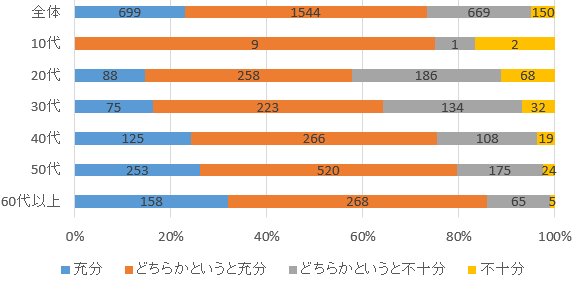 全体 699 1544 669 150
10代 9 1 2
20代 88 258 186 68
30代 75 223 134 32
40代 125 266 108 19
50代 253 520 175 24
60代以上 158 268 65 5
0% 20% 40% 60% 80% 100%
充分 どちらかというと充分 どちらかというと不十分 不十分